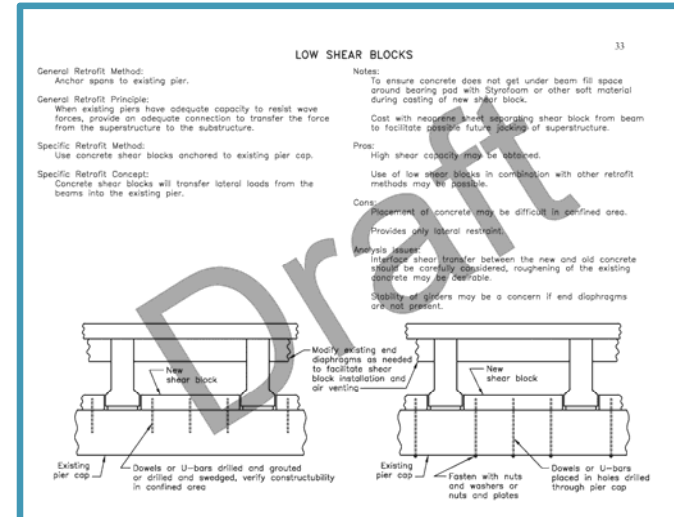 33
LOW SHEAR BLOCKS
General Retrofit Method:
Anchor spans to existing pier.
General Retrofit Principle:
When existing piers have adequate capacity to resist wave
forces, provide an adequate connection to transfer the force
from the superstructure to the substructure.
Specific Retrofit Method:
Use concrete shear blocks anchored to existing pier cap.
Specific Retrofit Concept:
Concrete shear blocks will transfer lateral loads from the
beams into the existing pier.
Notes:
To ensure concrete does not get under beam fill space
around bearing pad with Styrofoam or other soft material
during casting of new shear block.
Cast with neoprene sheet separating shear block from beam
to facilitate possible future jacking of superstructure.
Pros:
High shear capacity may be obtained.
Use of low shear blocks in combination with other retrofit
methods may be possible.
Cons:
Placement of concrete may be difficult in confined area.
Provides only lateral restraint.
Analysis Issues:
Interface shear transfer between the new and old concrete
should be carefully considered, roughening of the existing
concrete may be desirable.
Stability of girders may be a concern if end diaphragms
are not present.
Draft
New
shear block
Modify existing end
diaphragms as needed
to facilitate shear
block installation and
air venting
New
shear block
Existing
pier cap
Dowels or U-bars drilled and grouted
or drilled and swedged, verify constructubility
in confined area
Existing
pier cap
Fasten with nuts
and washers or
nuts and plates
Dowels or U-bars
placed in holes drilled
through pier cap